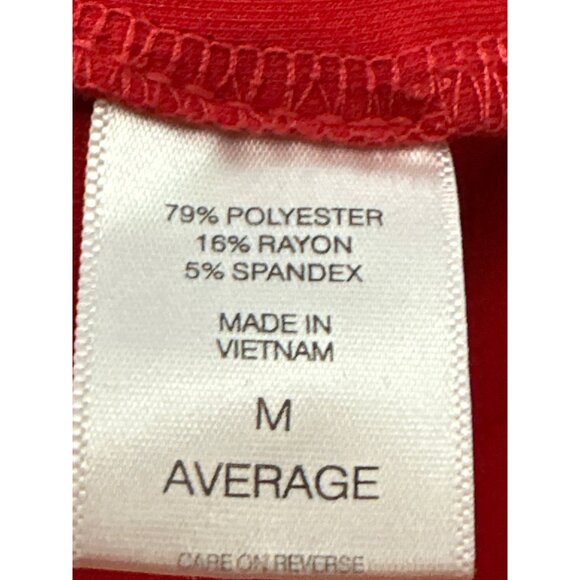 79% POLYESTER
16% RAYON
5% SPANDEX
MADE IN
VIETNAM
M
AVERAGE
CARE ON REVERSE